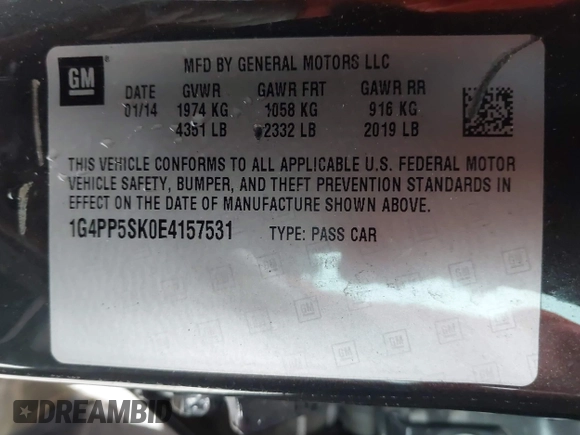 GM
MFD BY GENERAL MOTORS LLC
DATE GVWR GAWR FRT GAWR RR
01/14 1974 KG 1058 KG 916 KG
4351 LB 2332 LB 2019 LB
THIS VEHICLE CONFORMS TO ALL APPLICABLE U.S. FEDERAL MOTOR
VEHICLE SAFETY, BUMPER, AND THEFT PREVENTION STANDARDS IN
EFFECT ON THE DATE OF MANUFACTURE SHOWN ABOVE.
1G4PP5SK0E4157531 TYPE: PASS CAR
DREAMBID